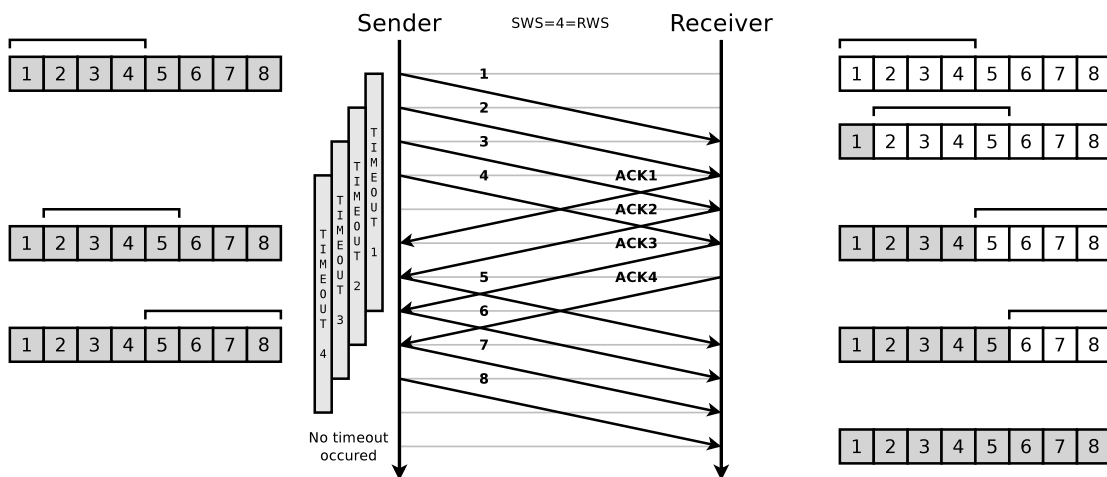 Sender SWS=4=RWS Receiver
1 2 3 4 5 6 7 8
1 2 3 4 5 6 7 8
1 2 3 4 5 6 7 8
1 2 3 4 5 6 7 8
1 2 3 4 5 6 7 8
TIMEOUT 4
TIMEOUT 3
TIMEOUT 2
TIMEOUT 1
No timeout
occured
1
2
3
4
ACK1
ACK2
ACK3
5
ACK4
6
7
8
1 2 3 4 5 6 7 8
1 2 3 4 5 6 7 8
1 2 3 4 5 6 7 8